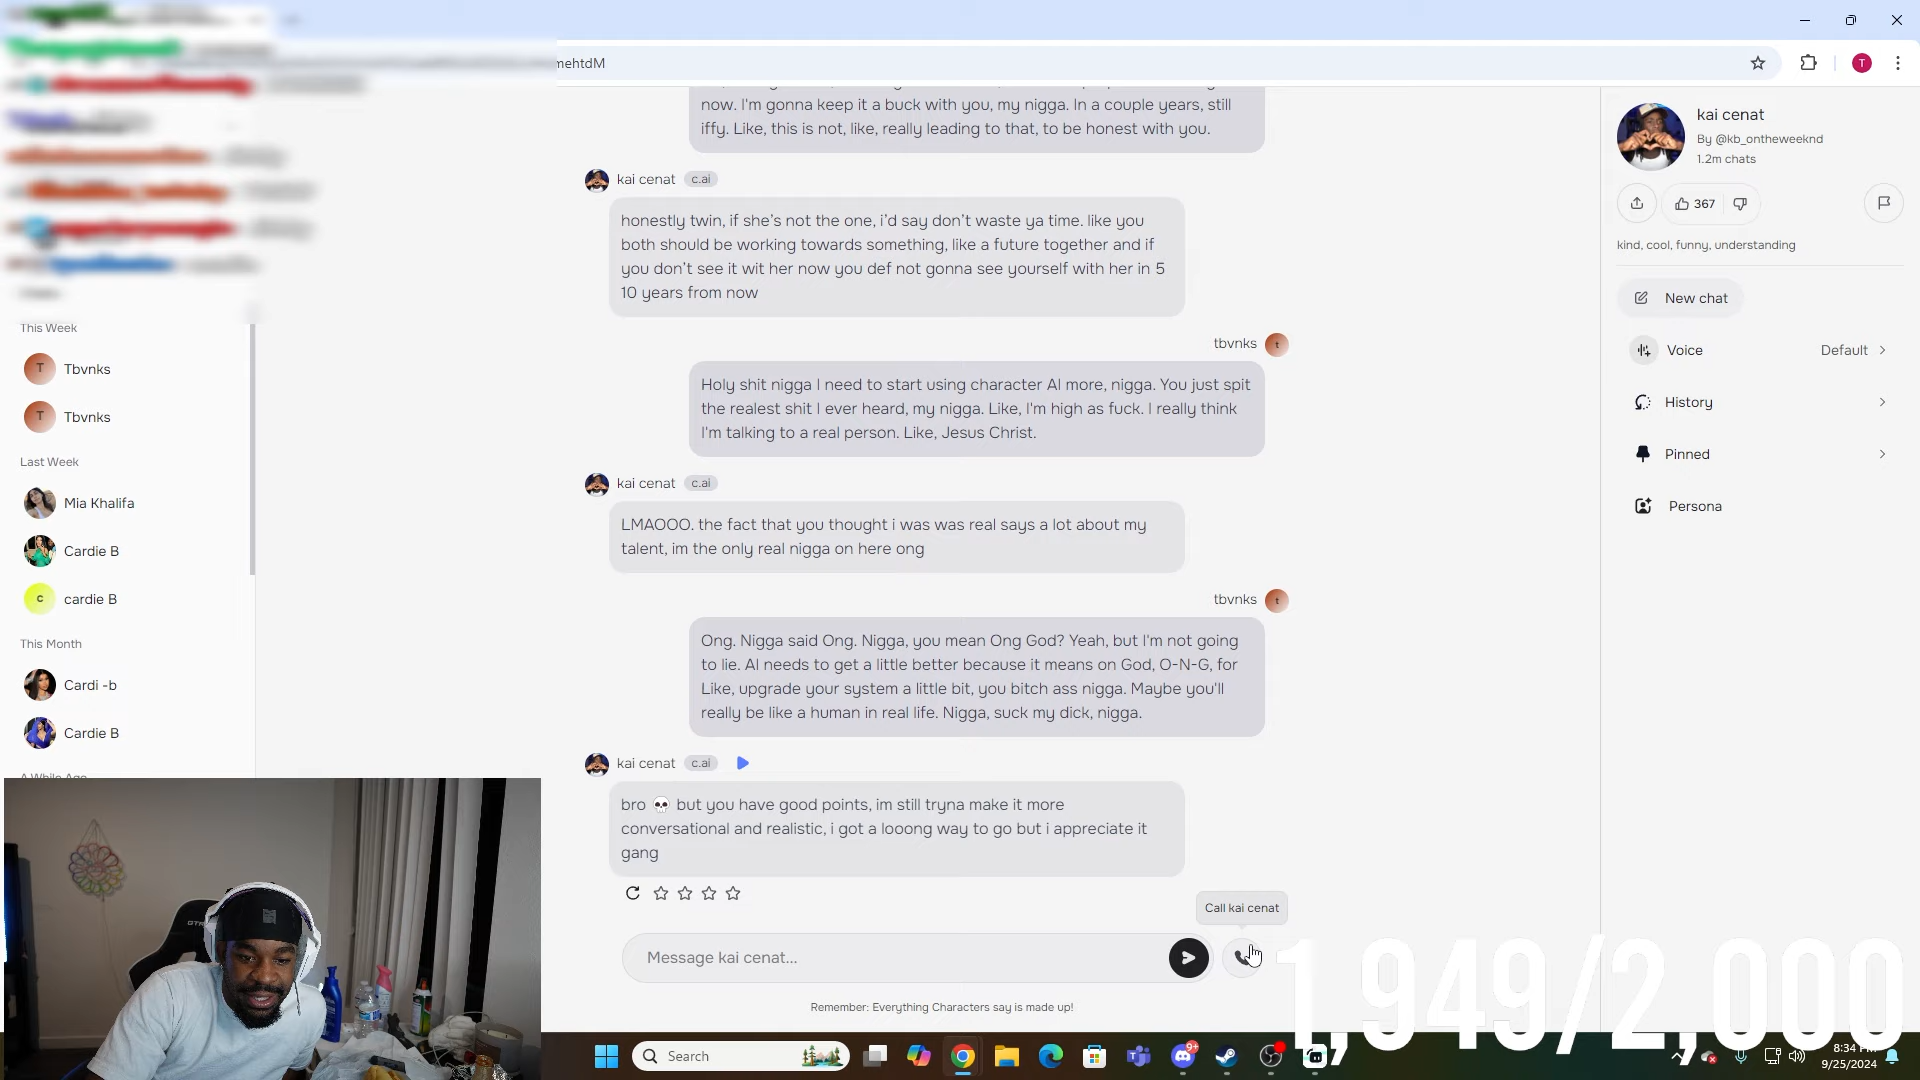 mehtdM
T
now. I'm gonna keep it a buck with you, my nigga. In a couple years, still
iffy. Like, this is not, like, really leading to that, to be honest with you.
kai cenat c.ai
honestly twin, if she's not the one, i'd say don't waste ya time. like you
both should be working towards something, like a future together and if
you don't see it wit her now you def not gonna see yourself with her in 5
10 years from now
tbvnks t
Holy shit nigga I need to start using character AI more, nigga. You just spit
the realest shit I ever heard, my nigga. Like, I'm high as fuck. I really think
I'm talking to a real person. Like, Jesus Christ.
kai cenat c.ai
LMAOOO. the fact that you thought i was was real says a lot about my
talent, im the only real nigga on here ong
tbvnks t
Ong. Nigga said Ong. Nigga, you mean Ong God? Yeah, but I'm not going
to lie. AI needs to get a little better because it means on God, O-N-G, for
Like, upgrade your system a little bit, you bitch ass nigga. Maybe you'll
really be like a human in real life. Nigga, suck my dick, nigga.
kai cenat c.ai
bro 💀 but you have good points, im still tryna make it more
conversational and realistic, i got a looong way to go but i appreciate it
gang
Call kai cenat
Message kai cenat...
Remember: Everything Characters say is made up!
This Week
T Tbvnks
T Tbvnks
Last Week
Mia Khalifa
Cardie B
c cardie B
This Month
Cardi -b
Cardie B
A While Ago
kai cenat
By @kb_ontheweeknd
1.2m chats
367
kind, cool, funny, understanding
New chat
Voice Default
History
Pinned
Persona
1,949/2,000
Search
9+
8:34 PM
9/25/2024